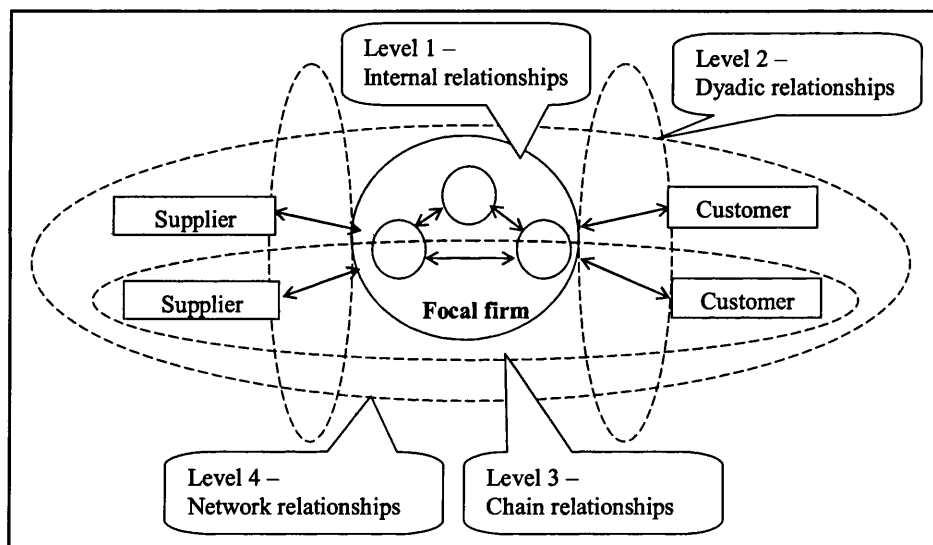 Level 1 –
Internal relationships
Level 2 –
Dyadic relationships
Supplier
Customer
Supplier
Customer
Focal firm
Level 4 –
Network relationships
Level 3 –
Chain relationships